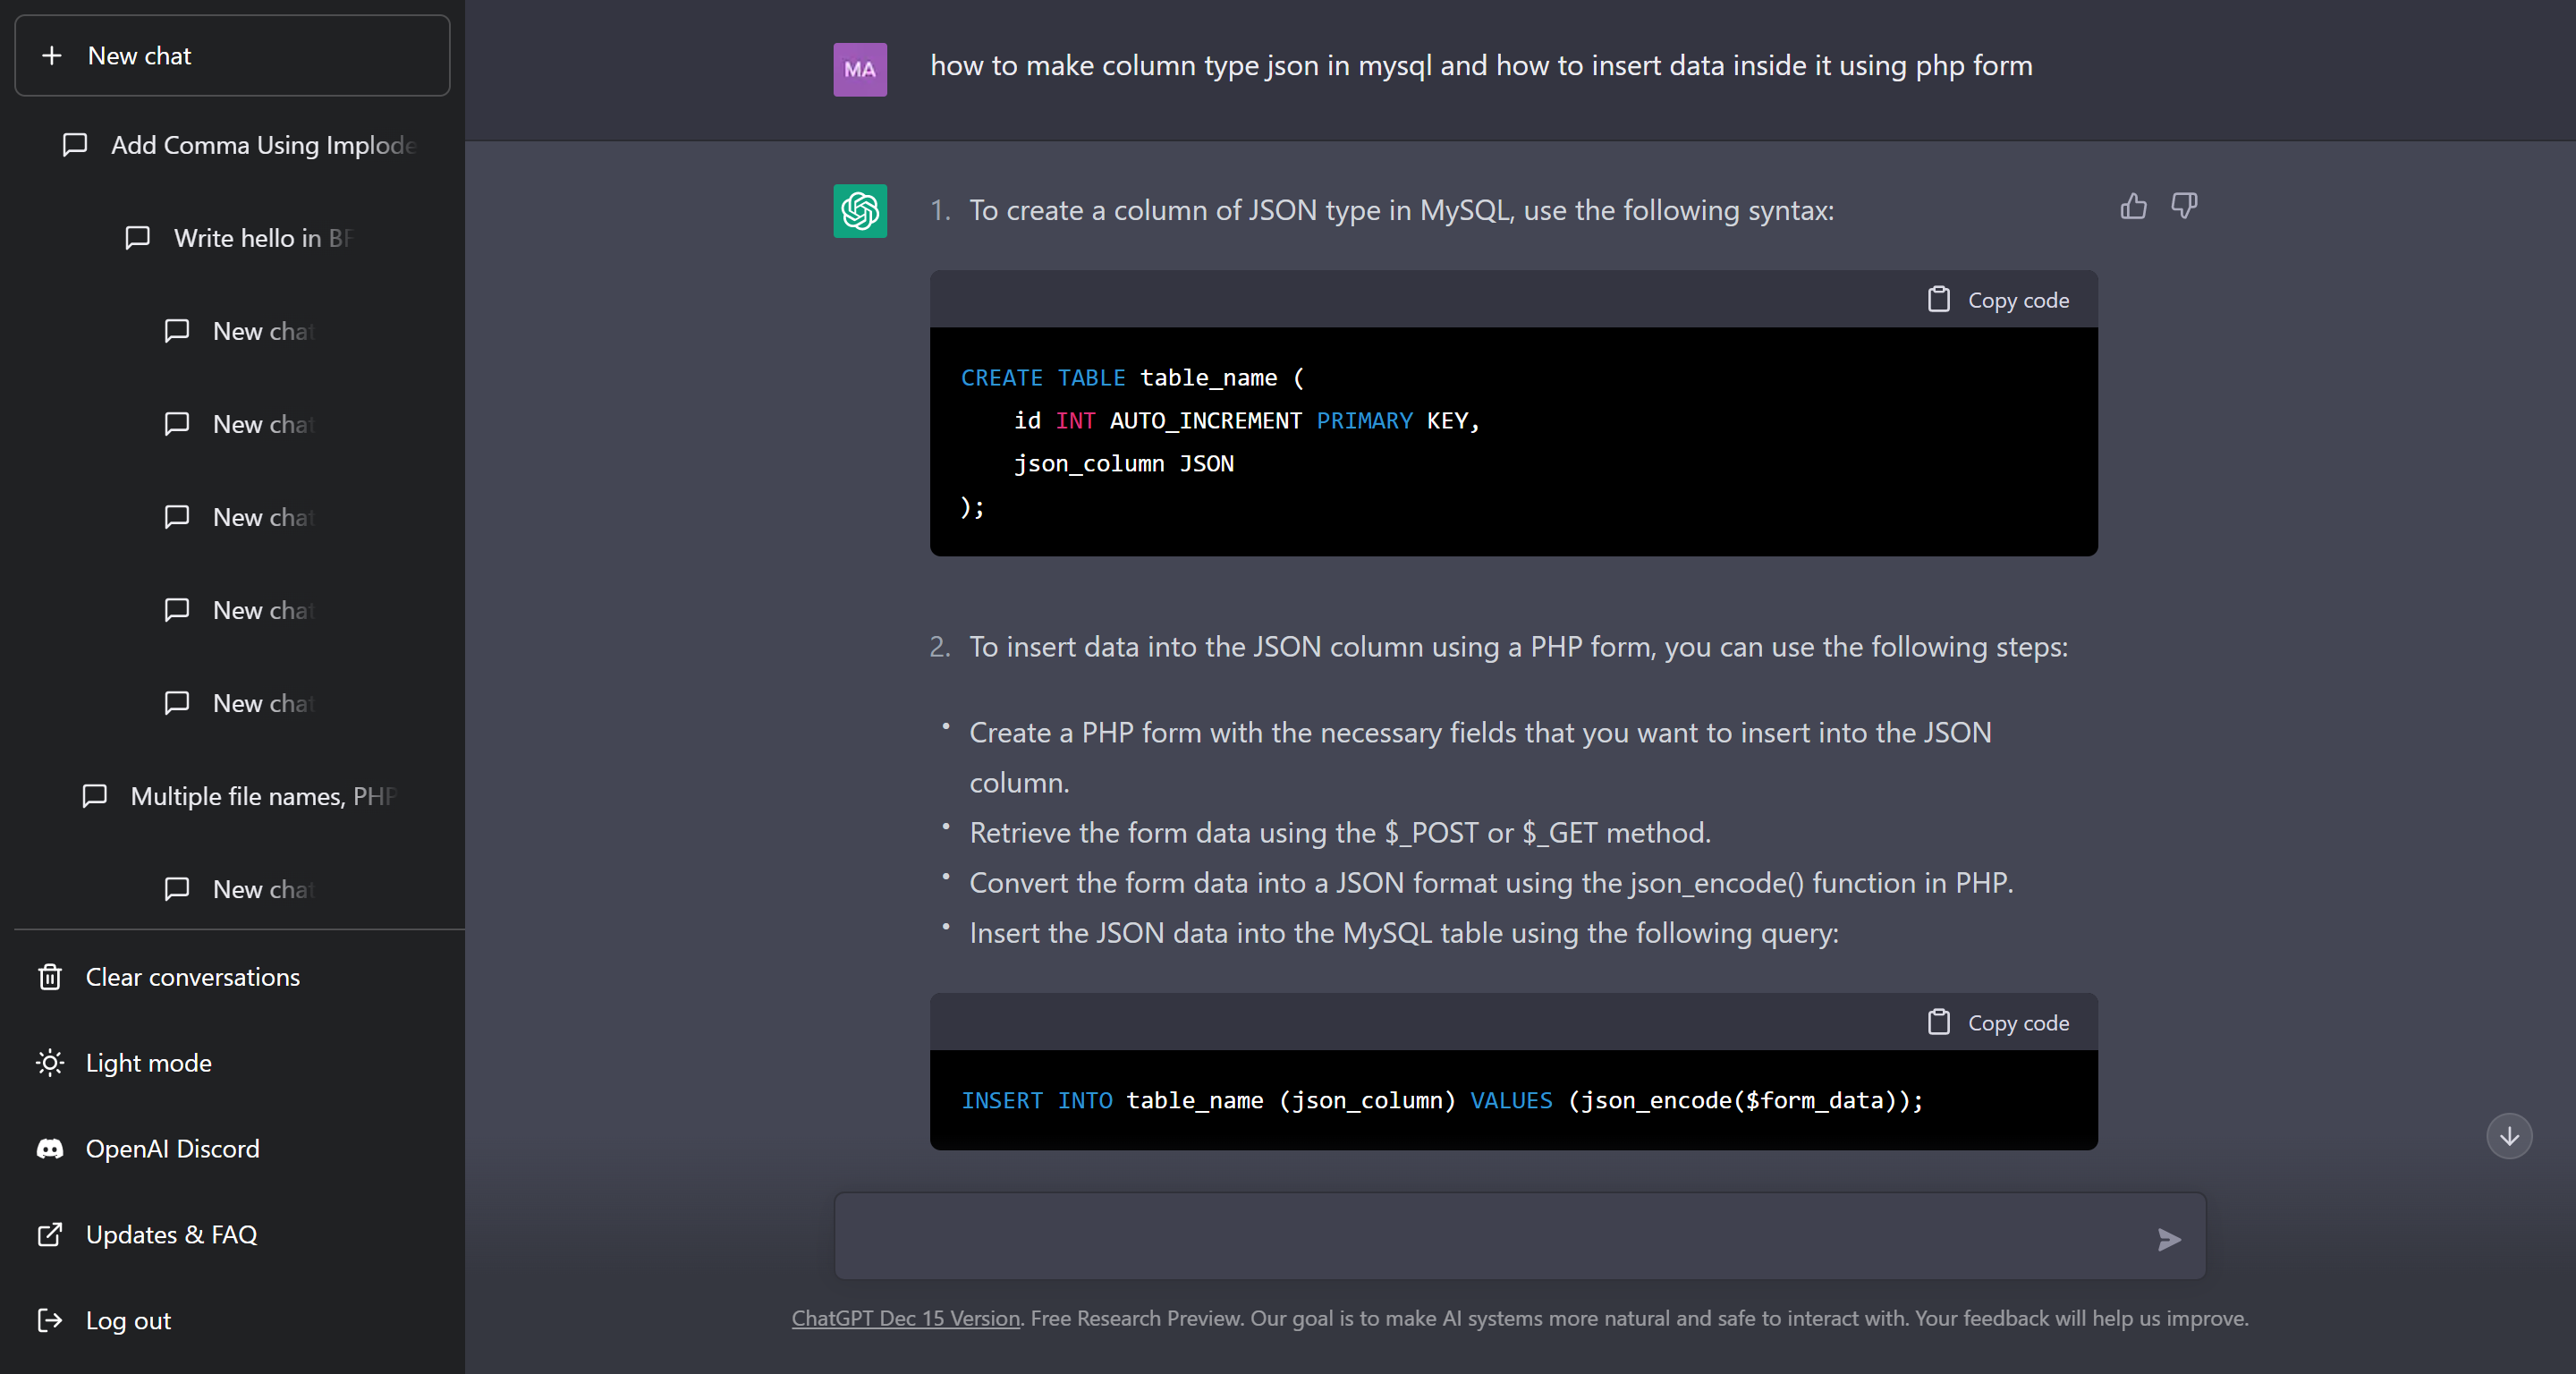 New chat
Add Comma Using Implode
Write hello in BF
New chat
New chat
New chat
New chat
New chat
Multiple file names, PHP
New chat
Clear conversations
Light mode
OpenAI Discord
Updates & FAQ
Log out
MA
how to make column type json in mysql and how to insert data inside it using php form
1. To create a column of JSON type in MySQL, use the following syntax:
Copy code
CREATE TABLE table_name (
    id INT AUTO_INCREMENT PRIMARY KEY,
    json_column JSON
);
2. To insert data into the JSON column using a PHP form, you can use the following steps:
• Create a PHP form with the necessary fields that you want to insert into the JSON
column.
• Retrieve the form data using the $_POST or $_GET method.
• Convert the form data into a JSON format using the json_encode() function in PHP.
• Insert the JSON data into the MySQL table using the following query:
Copy code
INSERT INTO table_name (json_column) VALUES (json_encode($form_data));
ChatGPT Dec 15 Version. Free Research Preview. Our goal is to make AI systems more natural and safe to interact with. Your feedback will help us improve.